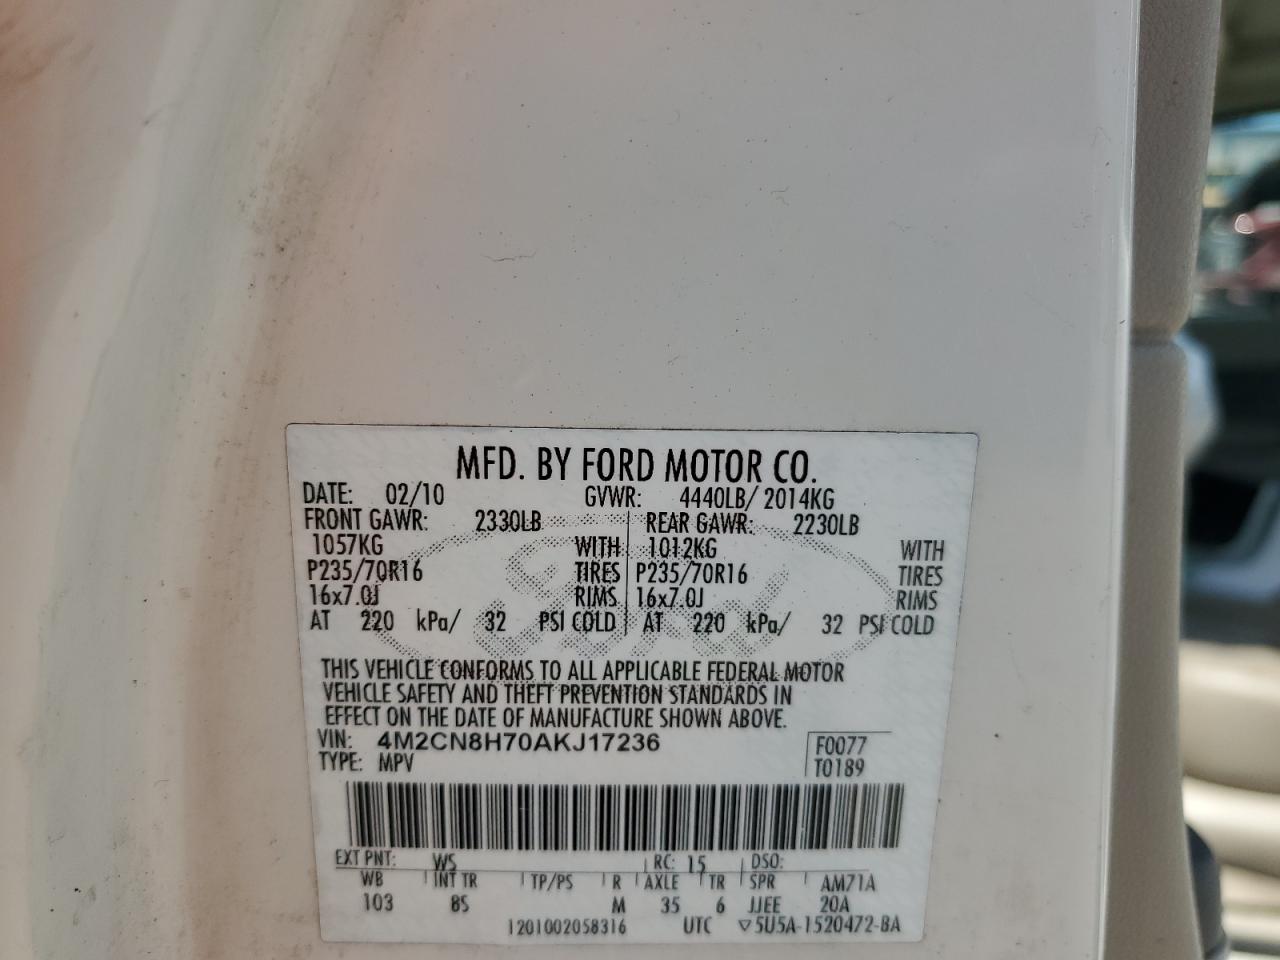 MFD. BY FORD MOTOR CO.
DATE: 02/10 GVWR: 4440LB/ 2014KG
FRONT GAWR: 2330LB REAR GAWR: 2230LB
1057KG WITH 1012KG WITH
P235/70R16 TIRES P235/70R16 TIRES
16x7.0J RIMS 16x7.0J RIMS
AT 220 kPa/ 32 PSI COLD AT 220 kPa/ 32 PSI COLD
THIS VEHICLE CONFORMS TO ALL APPLICABLE FEDERAL MOTOR
VEHICLE SAFETY AND THEFT PREVENTION STANDARDS IN
EFFECT ON THE DATE OF MANUFACTURE SHOWN ABOVE.
VIN: 4M2CN8H70AKJ17236 F0077
TYPE: MPV T0189
EXT PNT: WS RC: 15 DSO:
WB INT TR TP/PS R AXLE TR SPR AM71A
103 85 M 35 6 JJEE 20A
1201002058316 UTC ▽5U5A-1520472-BA